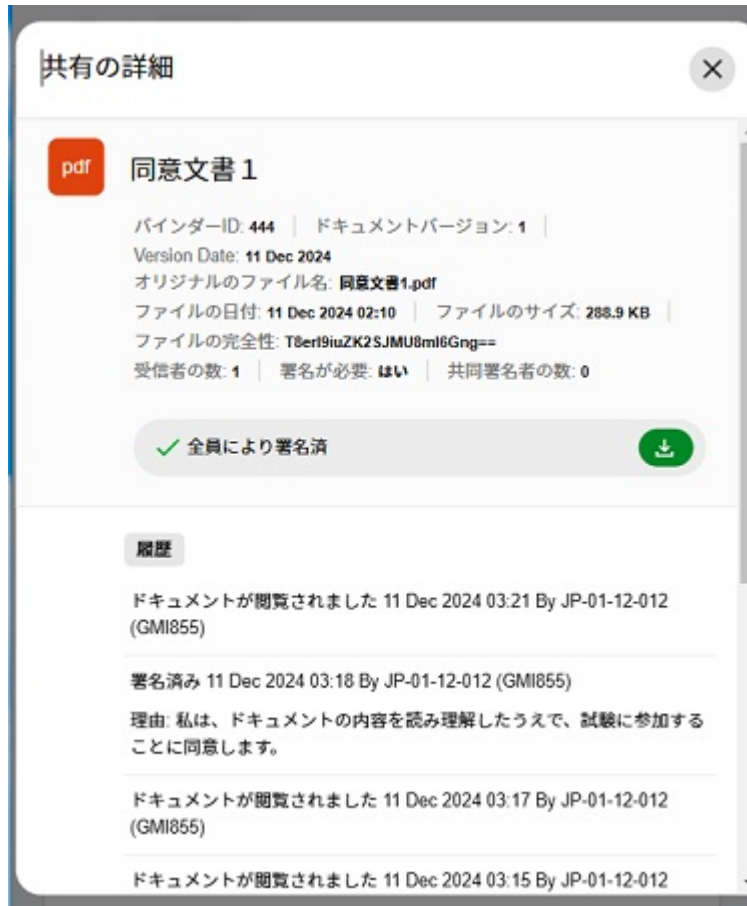 共有の詳細
pdf
同意文書１
バインダーID: 444 ドキュメントバージョン: 1
Version Date: 11 Dec 2024
オリジナルのファイル名: 同意文書1.pdf
ファイルの日付: 11 Dec 2024 02:10 ファイルのサイズ: 288.9 KB
ファイルの完全性: T8erl9iuZK2SJMU8ml6Gng==
受信者の数: 1 署名が必要: はい 共同署名者の数: 0
全員により署名済
履歴
ドキュメントが閲覧されました 11 Dec 2024 03:21 By JP-01-12-012
(GMI855)
署名済み 11 Dec 2024 03:18 By JP-01-12-012 (GMI855)
理由: 私は、ドキュメントの内容を読み理解したうえで、試験に参加する
ことに同意します。
ドキュメントが閲覧されました 11 Dec 2024 03:17 By JP-01-12-012
(GMI855)
ドキュメントが閲覧されました 11 Dec 2024 03:15 By JP-01-12-012